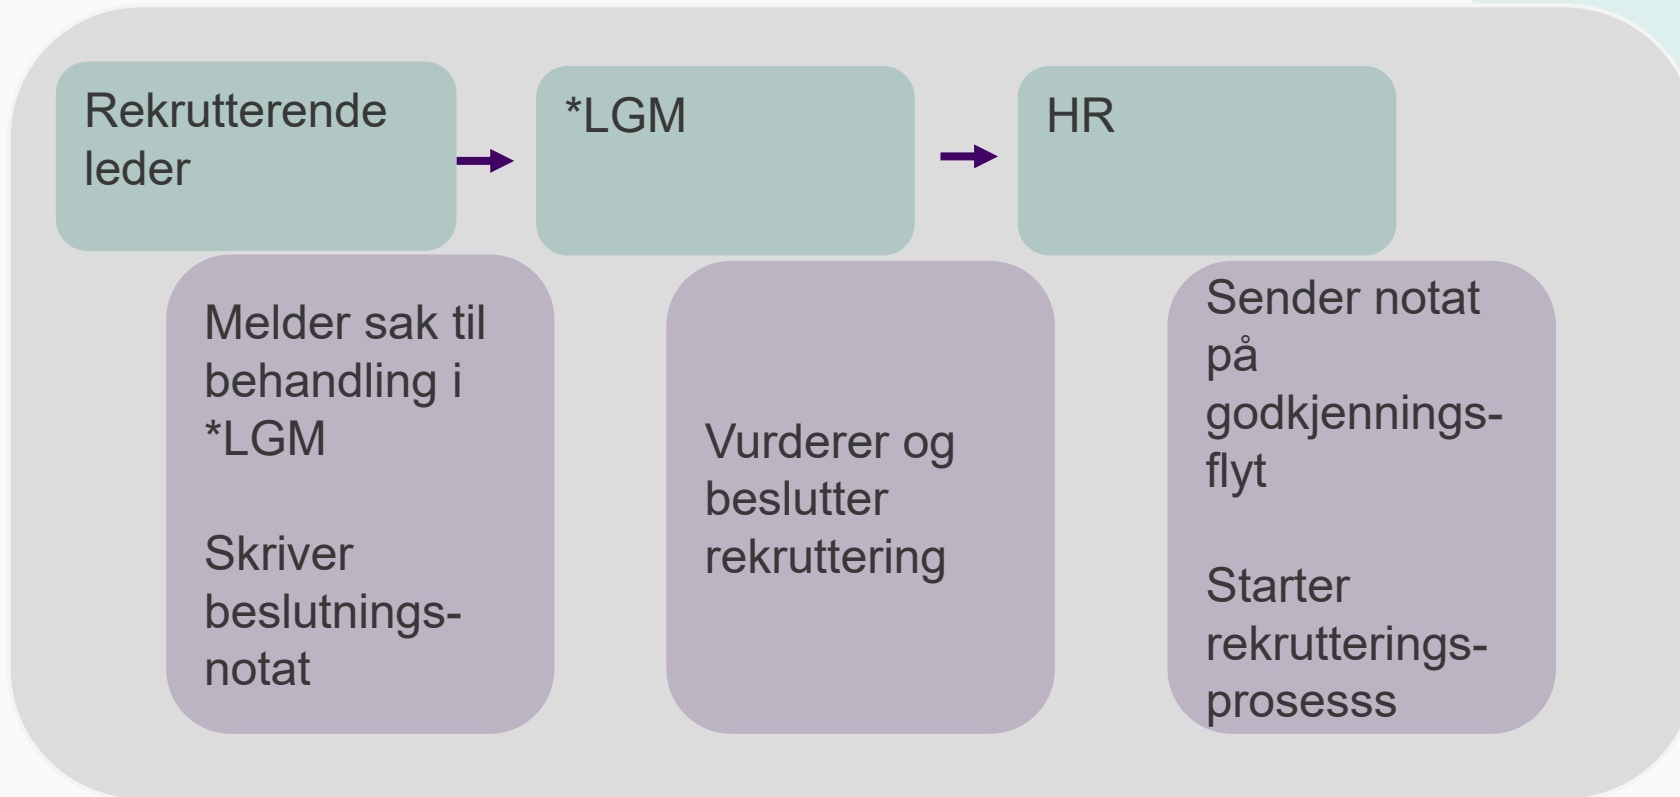 Rekrutterende
leder
*LGM
HR
Melder sak til
behandling i
*LGM
Skriver
beslutnings-
notat
Vurderer og
beslutter
rekruttering
Sender notat
på
godkjennings-
flyt
Starter
rekrutterings-
prosesss